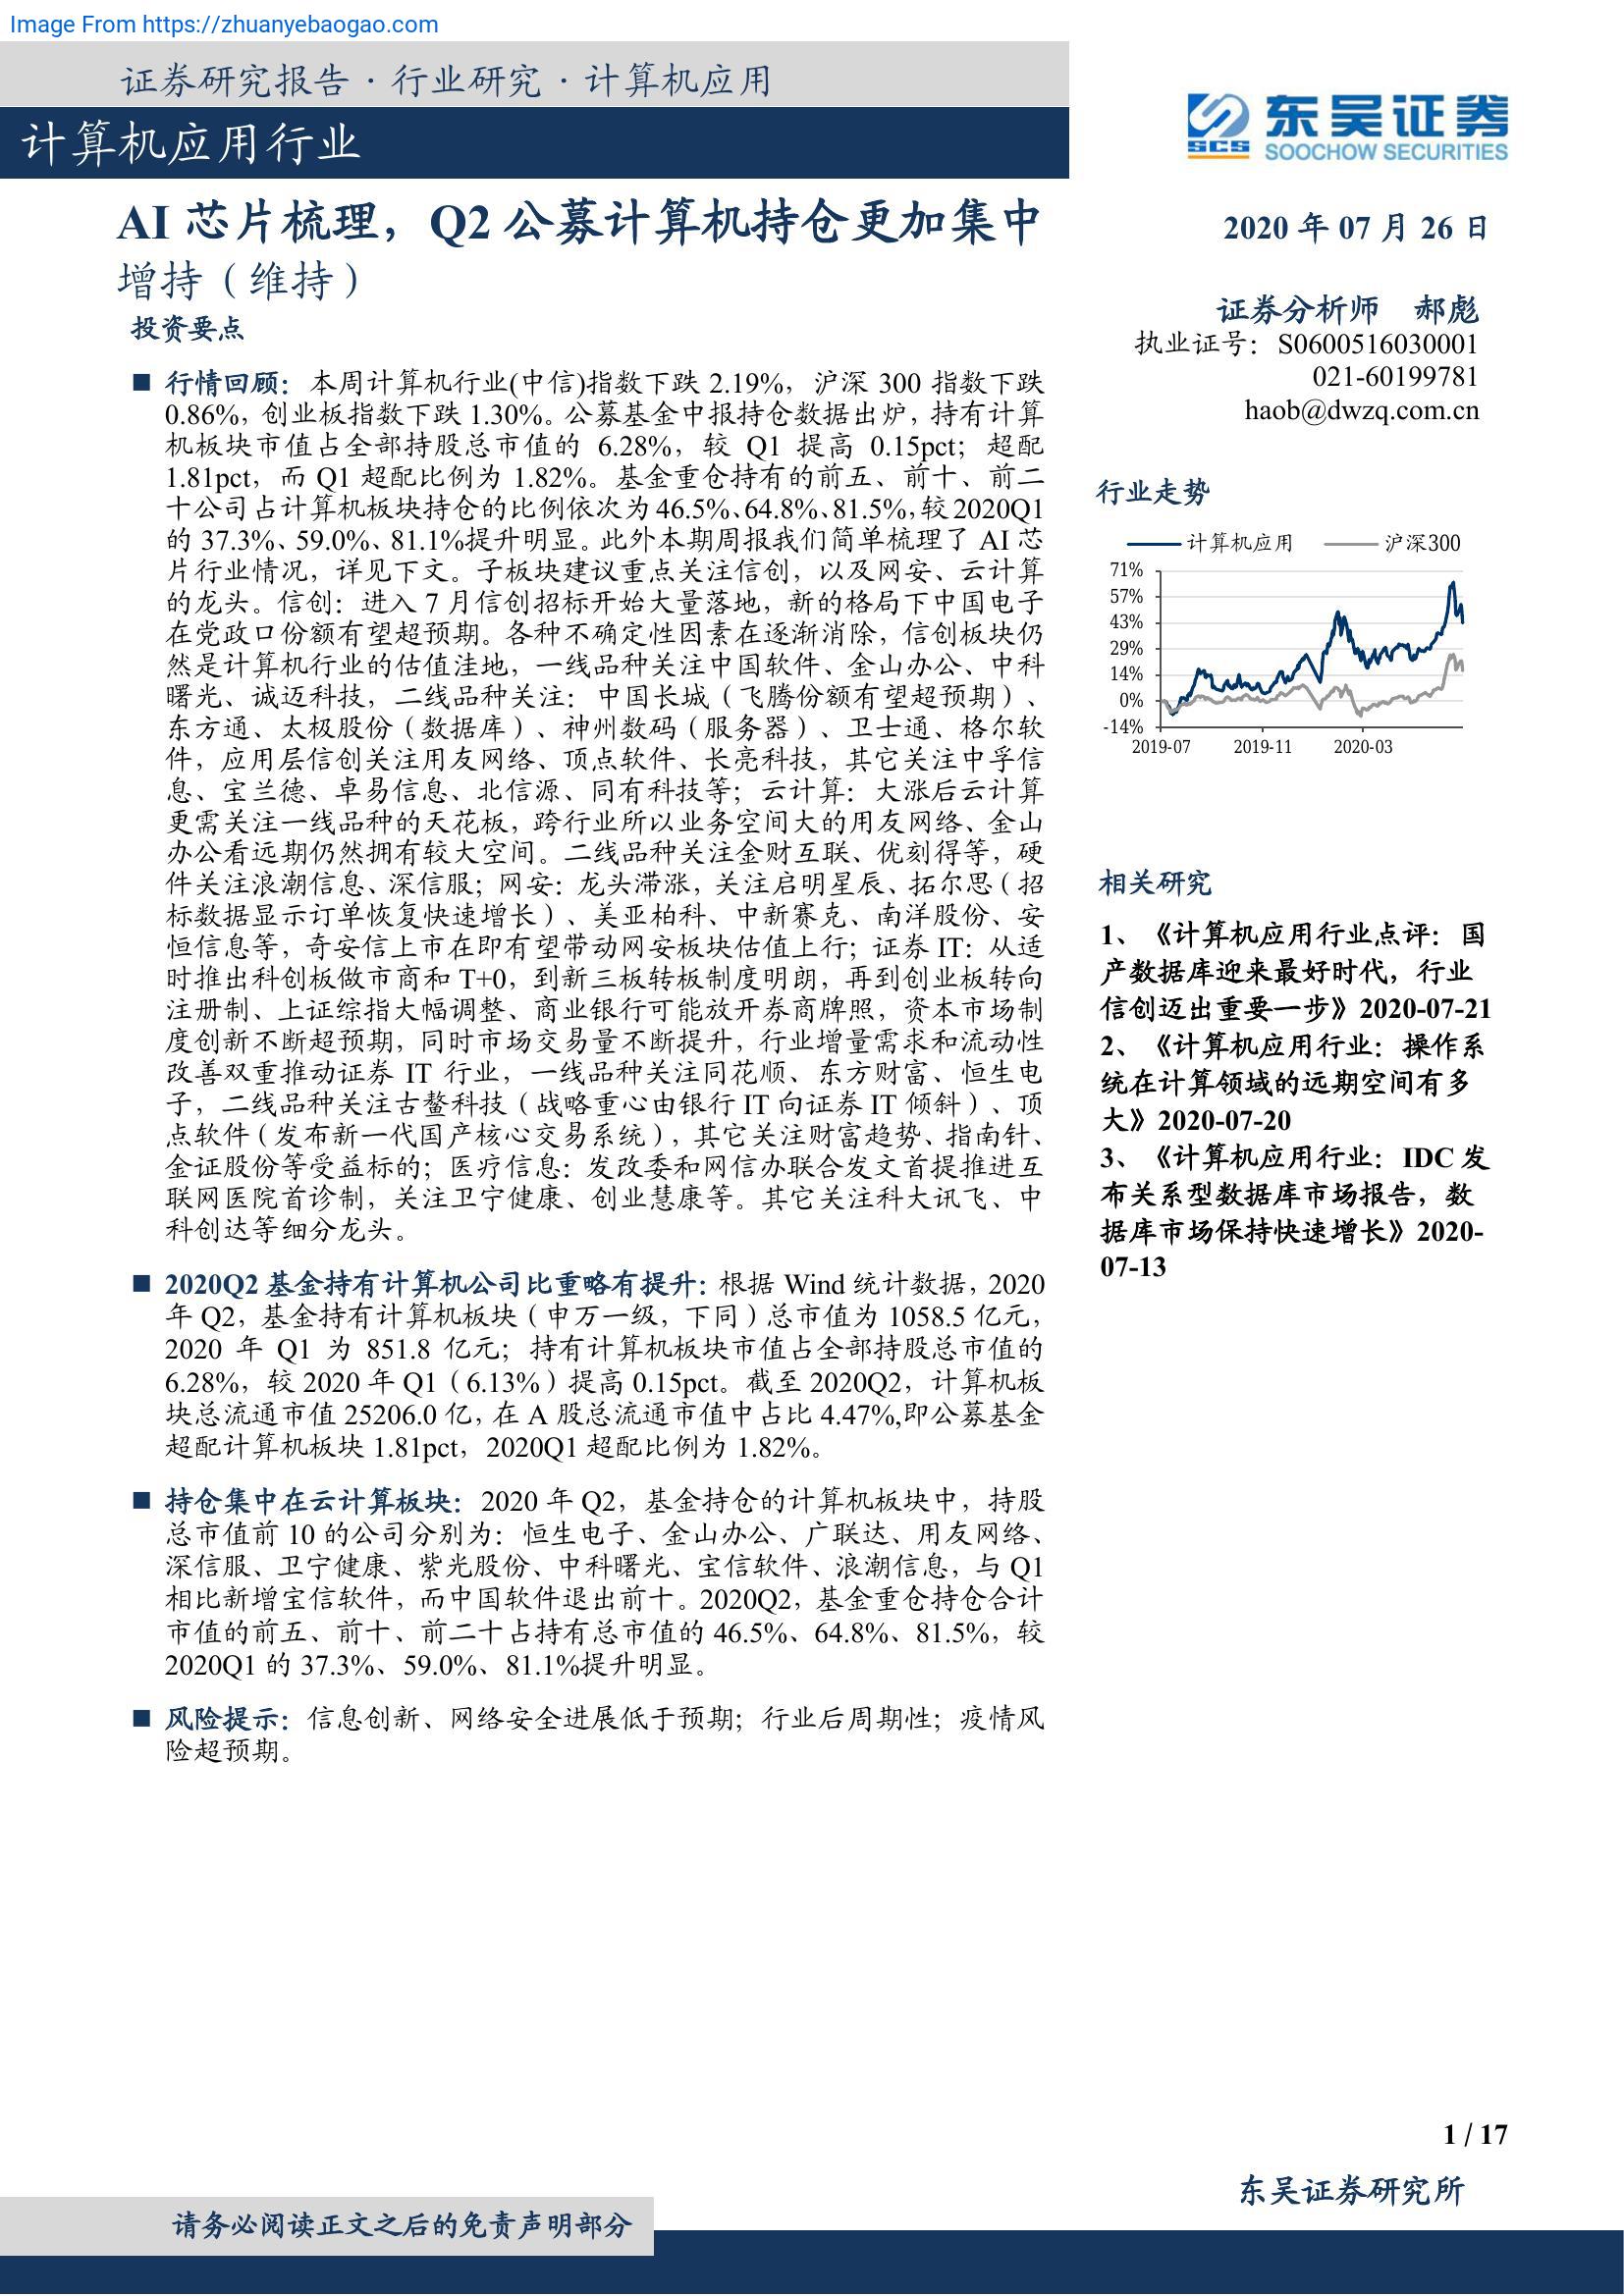 Image From https://zhuanyebaogao.com
证券研究报告·行业研究·计算机应用
计算机应用行业
东吴证券
SCS
SOOCHOW SECURITIES
AI 芯片梳理，Q2 公募计算机持仓更加集中
增持（维持）
投资要点
■ 行情回顾：本周计算机行业(中信)指数下跌 2.19%，沪深 300 指数下跌
0.86%，创业板指数下跌 1.30%。公募基金中报持仓数据出炉，持有计算
机板块市值占全部持股总市值的 6.28%，较 Q1 提高 0.15pct；超配
1.81pct，而 Q1 超配比例为 1.82%。基金重仓持有的前五、前十、前二
十公司占计算机板块持仓的比例依次为 46.5%、64.8%、81.5%，较 2020Q1
的 37.3%、59.0%、81.1%提升明显。此外本期周报我们简单梳理了 AI 芯
片行业情况，详见下文。子板块建议重点关注信创，以及网安、云计算
的龙头。信创：进入 7 月信创招标开始大量落地，新的格局下中国电子
在党政口份额有望超预期。各种不确定性因素在逐渐消除，信创板块仍
然是计算机行业的估值洼地，一线品种关注中国软件、金山办公、中科
曙光、诚迈科技，二线品种关注：中国长城（飞腾份额有望超预期）、
东方通、太极股份（数据库）、神州数码（服务器）、卫士通、格尔软
件，应用层信创关注用友网络、顶点软件、长亮科技，其它关注中孚信
息、宝兰德、卓易信息、北信源、同有科技等；云计算：大涨后云计算
更需关注一线品种的天花板，跨行业所以业务空间大的用友网络、金山
办公看远期仍然拥有较大空间。二线品种关注金财互联、优刻得等，硬
件关注浪潮信息、深信服；网安：龙头滞涨，关注启明星辰、拓尔思（招
标数据显示订单恢复快速增长）、美亚柏科、中新赛克、南洋股份、安
恒信息等，奇安信上市在即有望带动网安板块估值上行；证券 IT：从适
时推出科创板做市商和 T+0，到新三板转板制度明朗，再到创业板转向
注册制、上证综指大幅调整、商业银行可能放开券商牌照，资本市场制
度创新不断超预期，同时市场交易量不断提升，行业增量需求和流动性
改善双重推动证券 IT 行业，一线品种关注同花顺、东方财富、恒生电
子，二线品种关注古鳌科技（战略重心由银行 IT 向证券 IT 倾斜）、顶
点软件（发布新一代国产核心交易系统），其它关注财富趋势、指南针、
金证股份等受益标的；医疗信息：发改委和网信办联合发文首提推进互
联网医院首诊制，关注卫宁健康、创业慧康等。其它关注科大讯飞、中
科创达等细分龙头。
■ 2020Q2 基金持有计算机公司比重略有提升：根据 Wind 统计数据，2020
年 Q2，基金持有计算机板块（申万一级，下同）总市值为 1058.5 亿元，
2020 年 Q1 为 851.8 亿元；持有计算机板块市值占全部持股总市值的
6.28%，较 2020 年 Q1（6.13%）提高 0.15pct。截至 2020Q2，计算机板
块总流通市值 25206.0 亿，在 A 股总流通市值中占比 4.47%,即公募基金
超配计算机板块 1.81pct，2020Q1 超配比例为 1.82%。
■ 持仓集中在云计算板块：2020 年 Q2，基金持仓的计算机板块中，持股
总市值前 10 的公司分别为：恒生电子、金山办公、广联达、用友网络、
深信服、卫宁健康、紫光股份、中科曙光、宝信软件、浪潮信息，与 Q1
相比新增宝信软件，而中国软件退出前十。2020Q2，基金重仓持仓合计
市值的前五、前十、前二十占持有总市值的 46.5%、64.8%、81.5%，较
2020Q1 的 37.3%、59.0%、81.1%提升明显。
■ 风险提示：信息创新、网络安全进展低于预期；行业后周期性；疫情风
险超预期。
2020 年 07 月 26 日
证券分析师 郝彪
执业证号：S0600516030001
021-60199781
haob@dwzq.com.cn
行业走势
计算机应用 沪深300
71%
57%
43%
29%
14%
0%
-14%
2019-07 2019-11 2020-03
相关研究
1、《计算机应用行业点评：国
产数据库迎来最好时代，行业
信创迈出重要一步》2020-07-21
2、《计算机应用行业：操作系
统在计算领域的远期空间有多
大》2020-07-20
3、《计算机应用行业：IDC 发
布关系型数据库市场报告，数
据库市场保持快速增长》2020-
07-13
1 / 17
东吴证券研究所
请务必阅读正文之后的免责声明部分